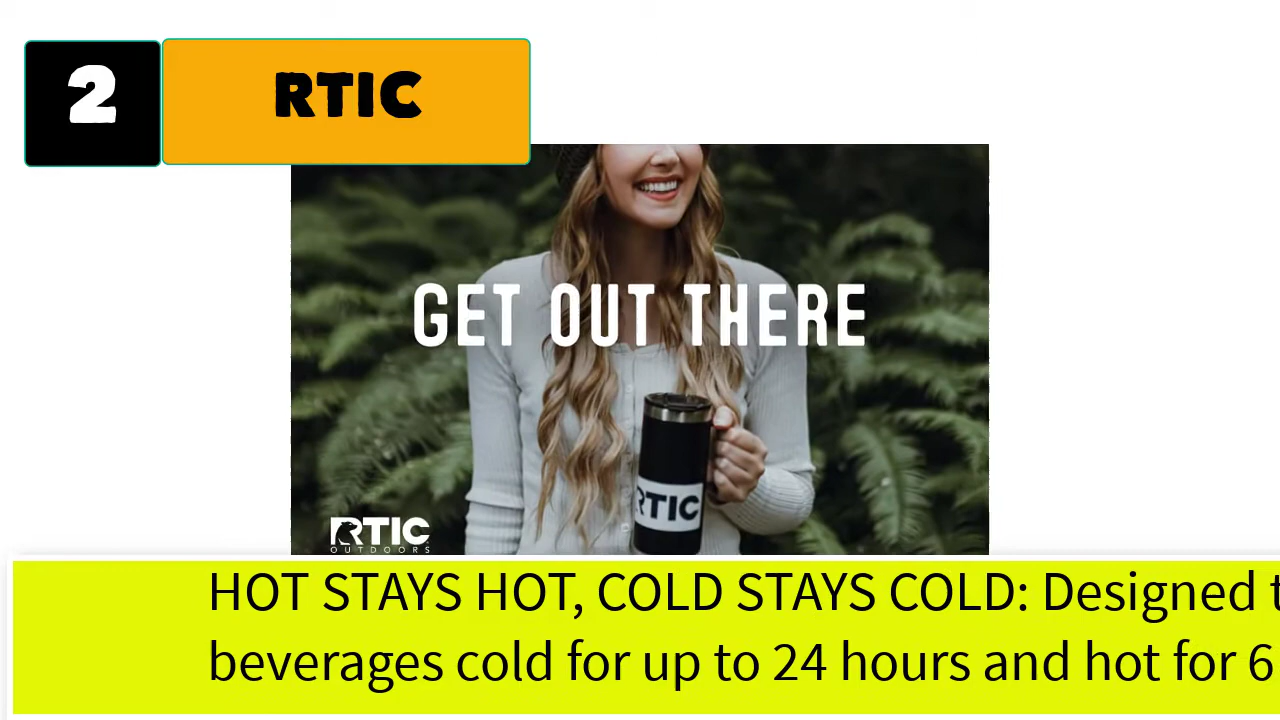 2
RTIC
GET OUT THERE
RTIC
RTIC
OUTDOORS
HOT STAYS HOT, COLD STAYS COLD: Designed t
beverages cold for up to 24 hours and hot for 6